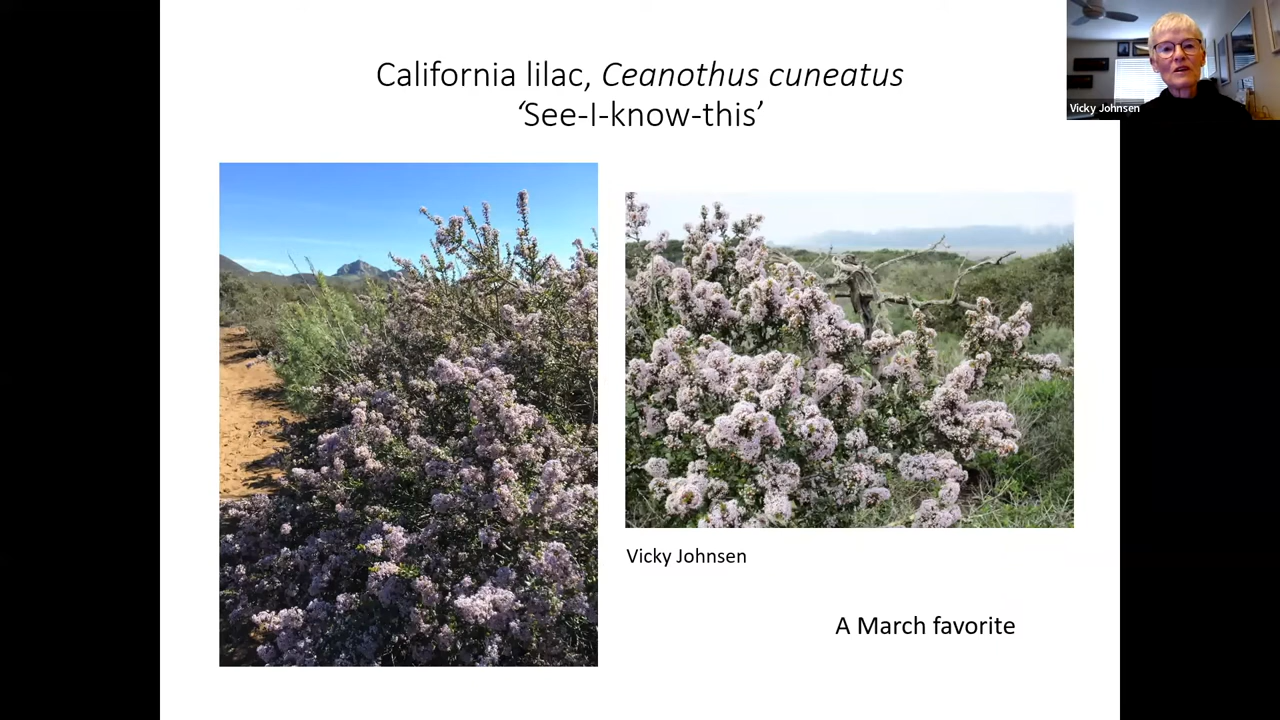 California lilac, Ceanothus cuneatus
‘See-I-know-this’
Vicky Johnsen
Vicky Johnsen
A March favorite